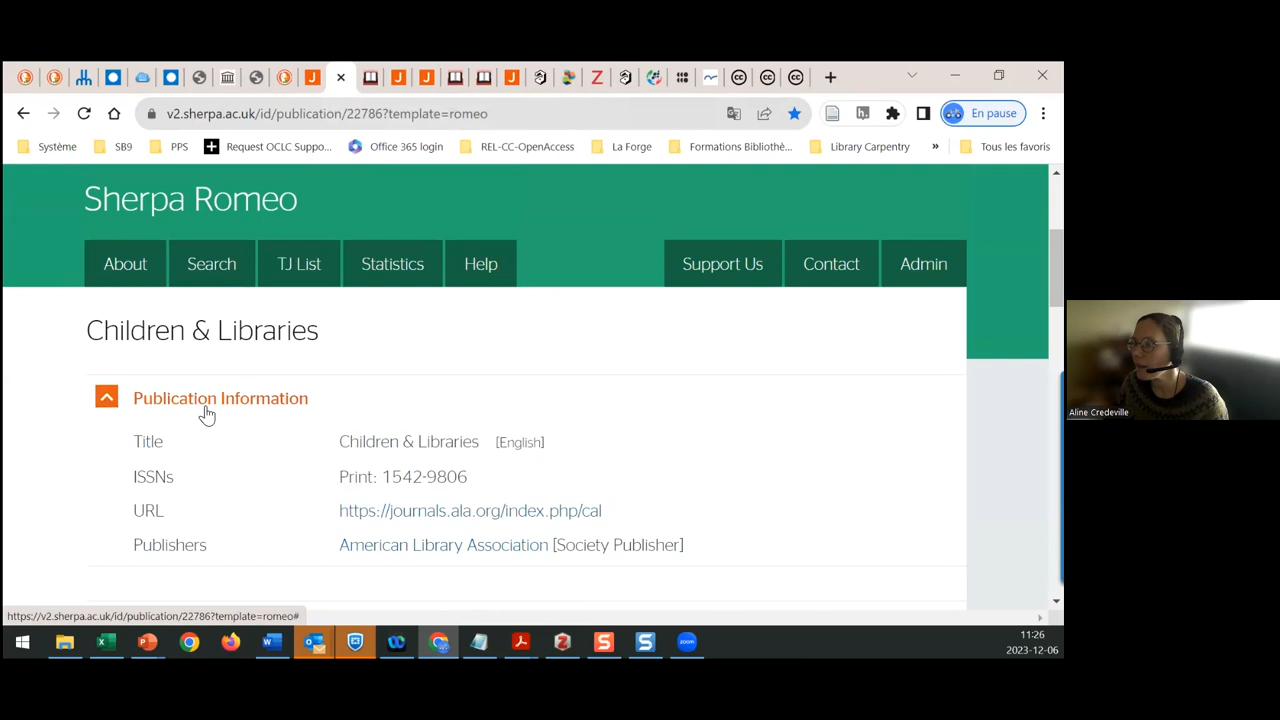 v2.sherpa.ac.uk/id/publication/22786?template=romeo
En pause
Système SB9 PPS Request OCLC Suppo... Office 365 login REL-CC-OpenAccess La Forge Formations Bibliothè... Library Carpentry » Tous les favoris
Sherpa Romeo
About Search TJ List Statistics Help Support Us Contact Admin
Children & Libraries
Publication Information
Title Children & Libraries [English]
ISSNs Print: 1542-9806
URL https://journals.ala.org/index.php/cal
Publishers American Library Association [Society Publisher]
https://v2.sherpa.ac.uk/id/publication/22786?template=romeo#
11:26
2023-12-06
zoom
Aline Credeville